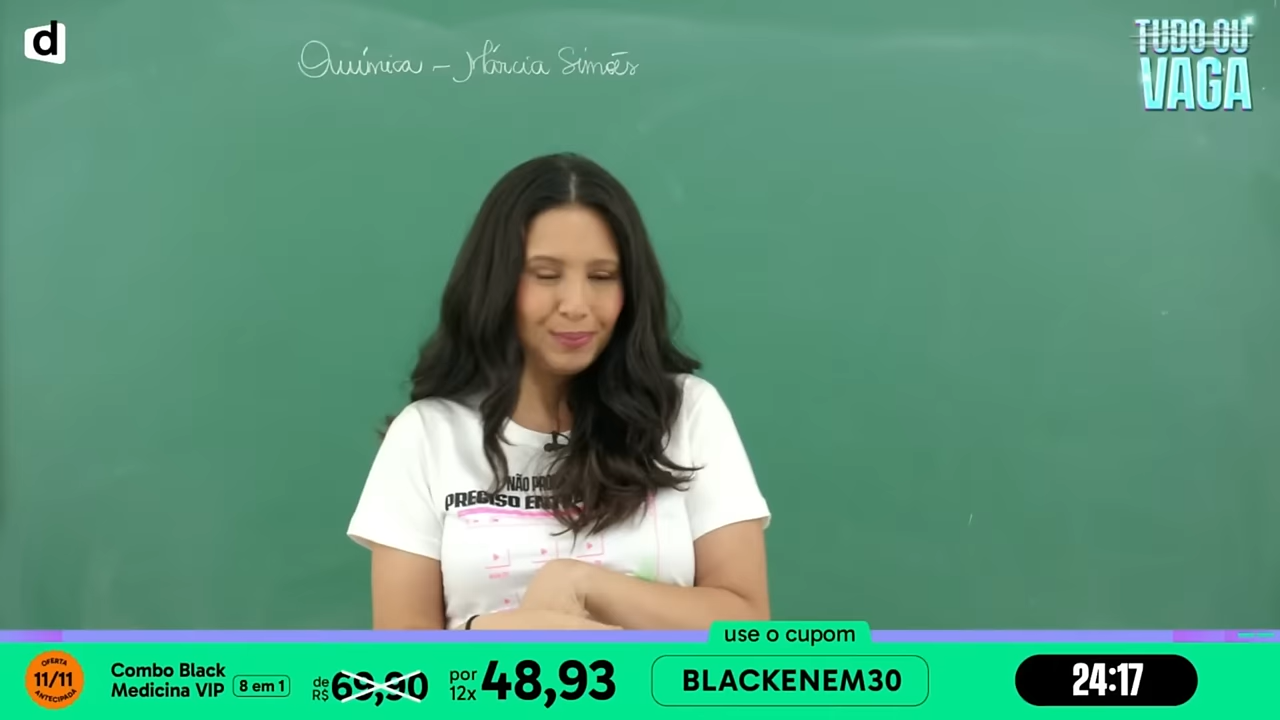 d
Química - Márcia Simões
TUDO OU
VAGA
NÃO
PRECISO
use o cupom
OFERTA
11/11
ANTECIPADA
Combo Black
Medicina VIP
8 em 1
de
R$
69,90
por
12x
48,93
BLACKENEM30
24:17